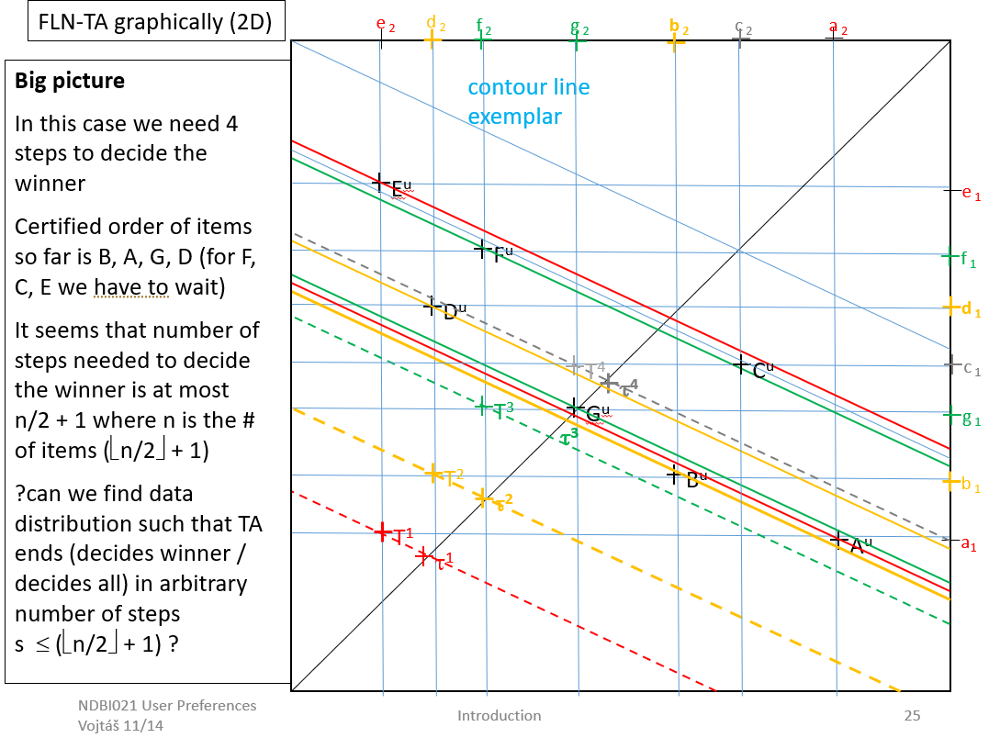 FLN-TA graphically (2D)
Big picture
In this case we need 4
steps to decide the
winner
Certified order of items
so far is B, A, G, D (for F,
C, E we have to wait)
It seems that number of
steps needed to decide
the winner is at most
n/2 + 1 where n is the #
of items (⌊n/2⌋ + 1)
?can we find data
distribution such that TA
ends (decides winner /
decides all) in arbitrary
number of steps
s ≤ (⌊n/2⌋ + 1) ?
e₂ d₂ f₂ g₂ b₂ c₂ a₂
contour line
exemplar
Eᵘ
e₁
Fᵘ
f₁
Dᵘ
d₁
T⁴
Cᵘ
c₁
τ⁴
T³
Gᵘ
g₁
τ³
T²
Bᵘ
b₁
τ²
T¹
Aᵘ
a₁
τ¹
NDBI021 User Preferences
Vojtáš 11/14
Introduction
25